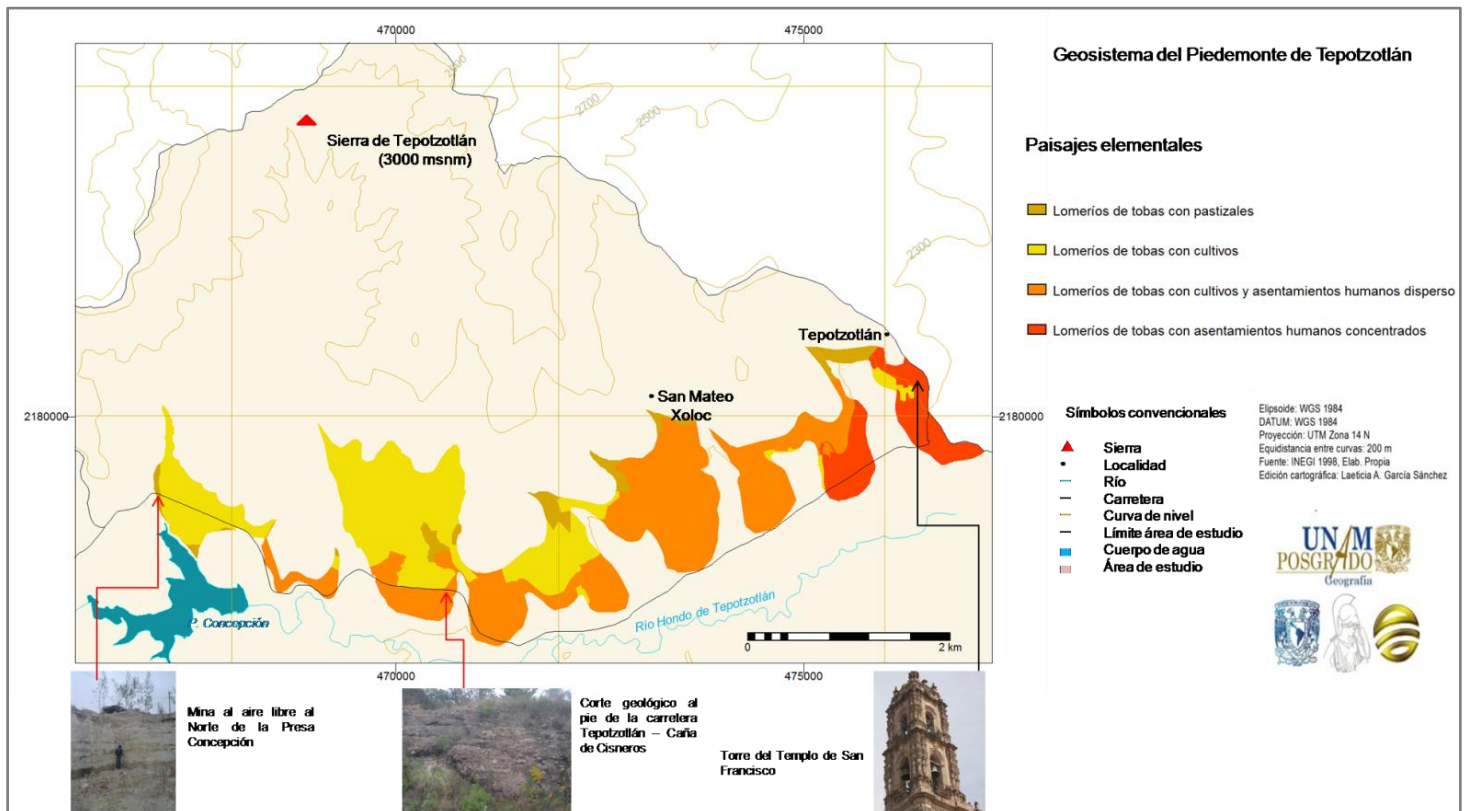 470000
475000
Geosistema del Piedemonte de Tepotzotlán
2700
2500
Sierra de Tepotzotlán
(3000 msnm)
Paisajes elementales
Lomeríos de tobas con pastizales
2300
Lomeríos de tobas con cultivos
Lomeríos de tobas con cultivos y asentamientos humanos disperso
Lomeríos de tobas con asentamientos humanos concentrados
Tepotzotlán
San Mateo
Xoloc
2180000
2180000
Símbolos convencionales
Sierra
Localidad
Río
Carretera
Curva de nivel
Límite área de estudio
Cuerpo de agua
Área de estudio
Elipsoide: WGS 1984
DATUM: WGS 1984
Proyección: UTM Zona 14 N
Equidistancia entre curvas: 200 m
Fuente: INEGI 1998, Elab. Propia
Edición cartográfica: Laeticia A. García Sánchez
UNAM
POSGRADO
Geografía
P. Concepción
Río Hondo de Tepotzotlán
0
2 km
470000
475000
Mina al aire libre al
Norte de la Presa
Concepción
Corte geológico al
pie de la carretera
Tepotzotlán – Caña
de Cisneros
Torre del Templo de San
Francisco